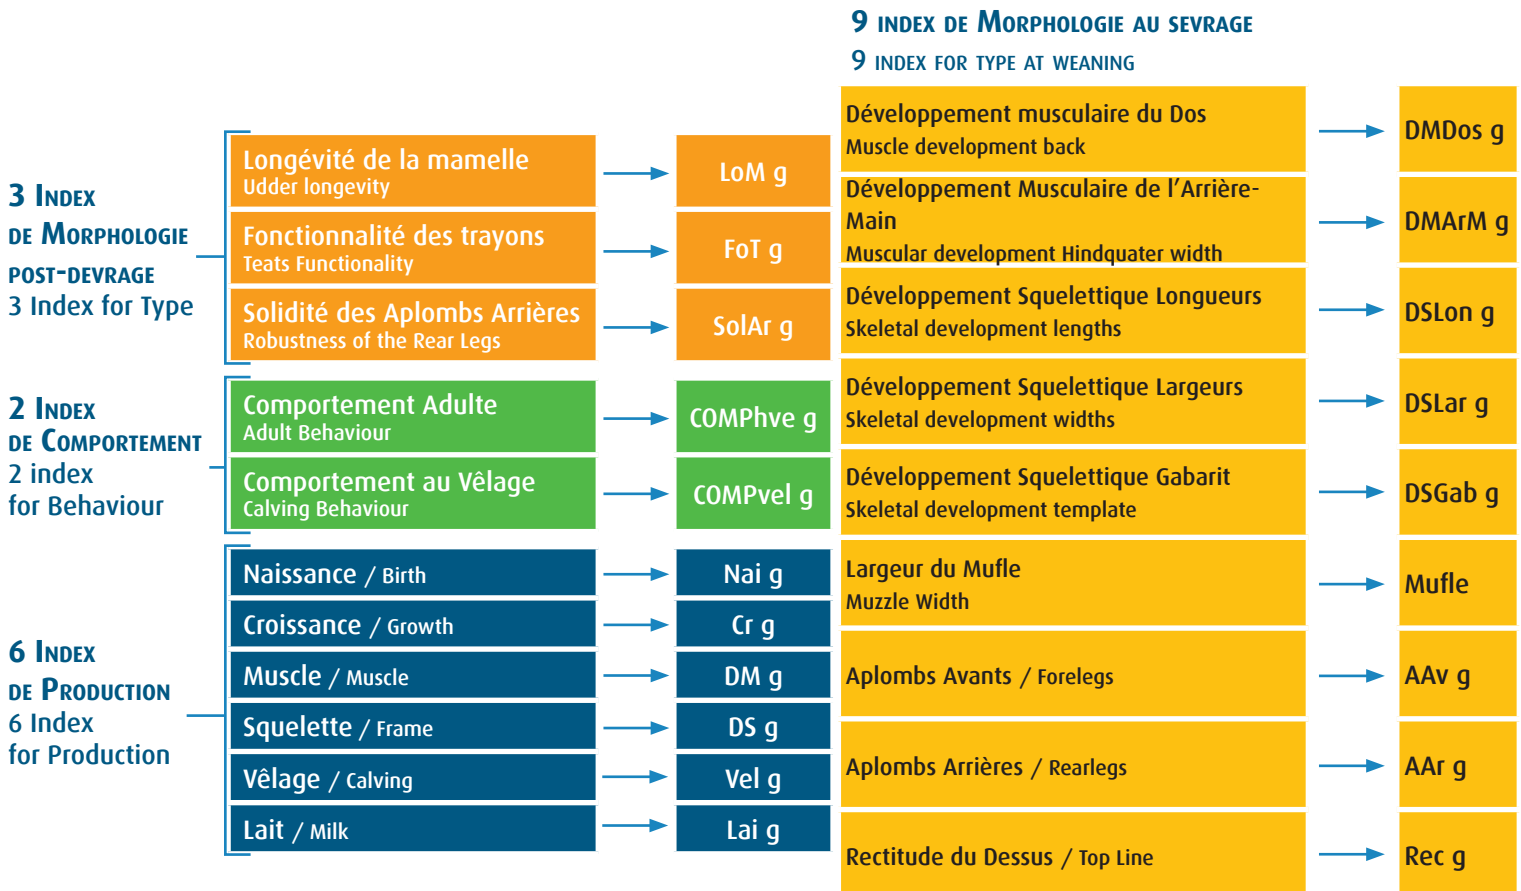 3 Index
de Morphologie
post-devrage
3 Index for Type
Longévité de la mamelle
Udder longevity
LoM g
Fonctionnalité des trayons
Teats Functionality
FoT g
Solidité des Aplombs Arrières
Robustness of the Rear Legs
SolAr g
2 Index
de Comportement
2 index
for Behaviour
Comportement Adulte
Adult Behaviour
COMPhve g
Comportement au Vêlage
Calving Behaviour
COMPvel g
6 Index
de Production
6 Index
for Production
Naissance / Birth
Nai g
Croissance / Growth
Cr g
Muscle / Muscle
DM g
Squelette / Frame
DS g
Vêlage / Calving
Vel g
Lait / Milk
Lai g
9 index de Morphologie au sevrage
9 index for type at weaning
Développement musculaire du Dos
Muscle development back
DMDos g
Développement Musculaire de l'Arrière-
Main
Muscular development Hindquater width
DMArM g
Développement Squelettique Longueurs
Skeletal development lengths
DSLon g
Développement Squelettique Largeurs
Skeletal development widths
DSLar g
Développement Squelettique Gabarit
Skeletal development template
DSGab g
Largeur du Mufle
Muzzle Width
Mufle
Aplombs Avants / Forelegs
AAv g
Aplombs Arrières / Rearlegs
AAr g
Rectitude du Dessus / Top Line
Rec g